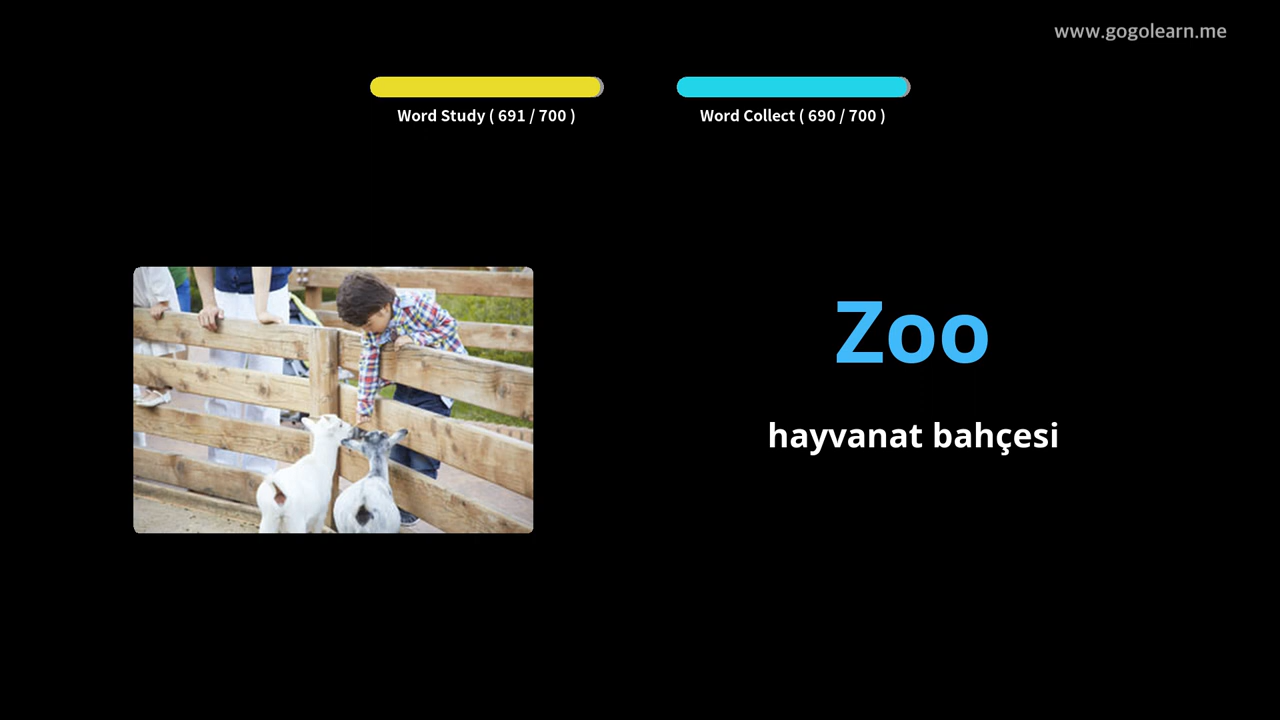 www.gogolearn.me
Word Study ( 691 / 700 )
Word Collect ( 690 / 700 )
Zoo
hayvanat bahçesi